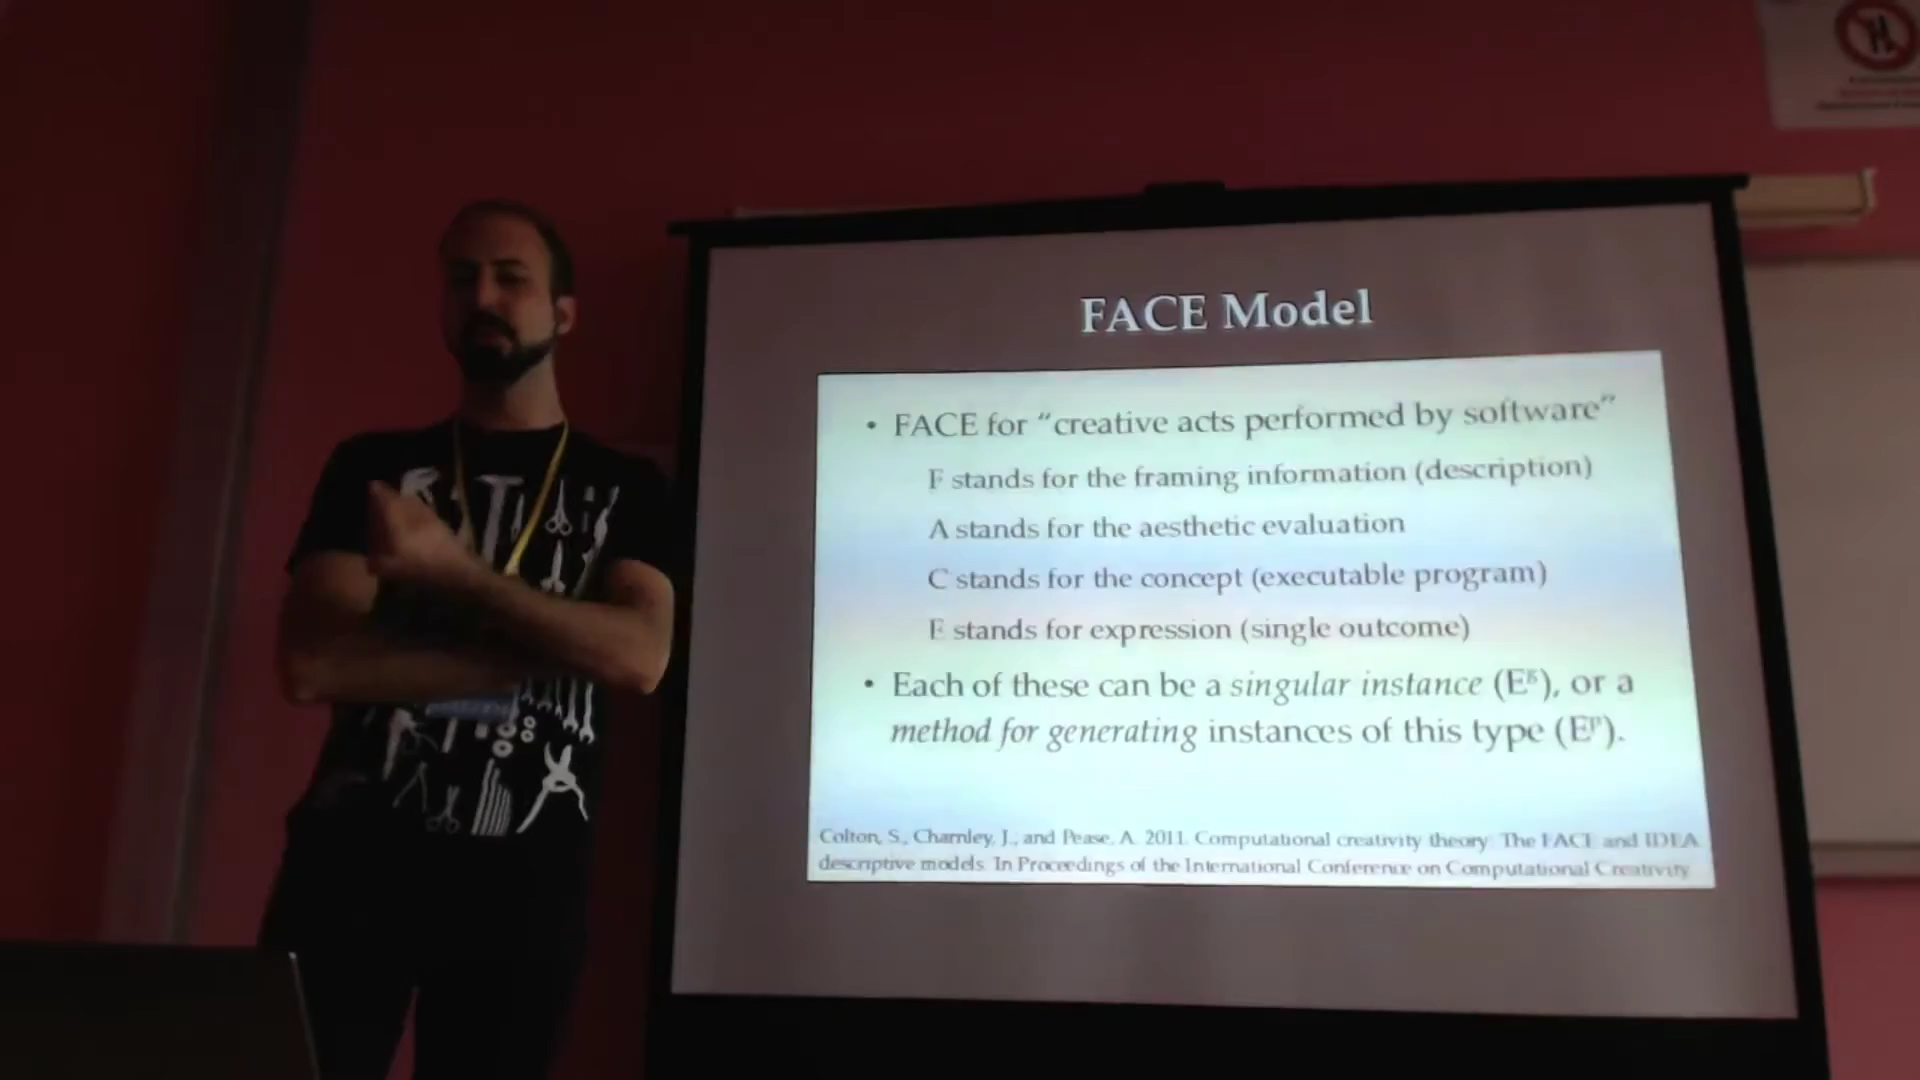 FACE Model
• FACE for “creative acts performed by software”
F stands for the framing information (description)
A stands for the aesthetic evaluation
C stands for the concept (executable program)
E stands for expression (single outcome)
• Each of these can be a singular instance (Eᵍ), or a
method for generating instances of this type (Eᵖ).
Colton, S., Charnley, J., and Pease, A. 2011. Computational creativity theory: The FACE and IDEA
descriptive models. In Proceedings of the International Conference on Computational Creativity